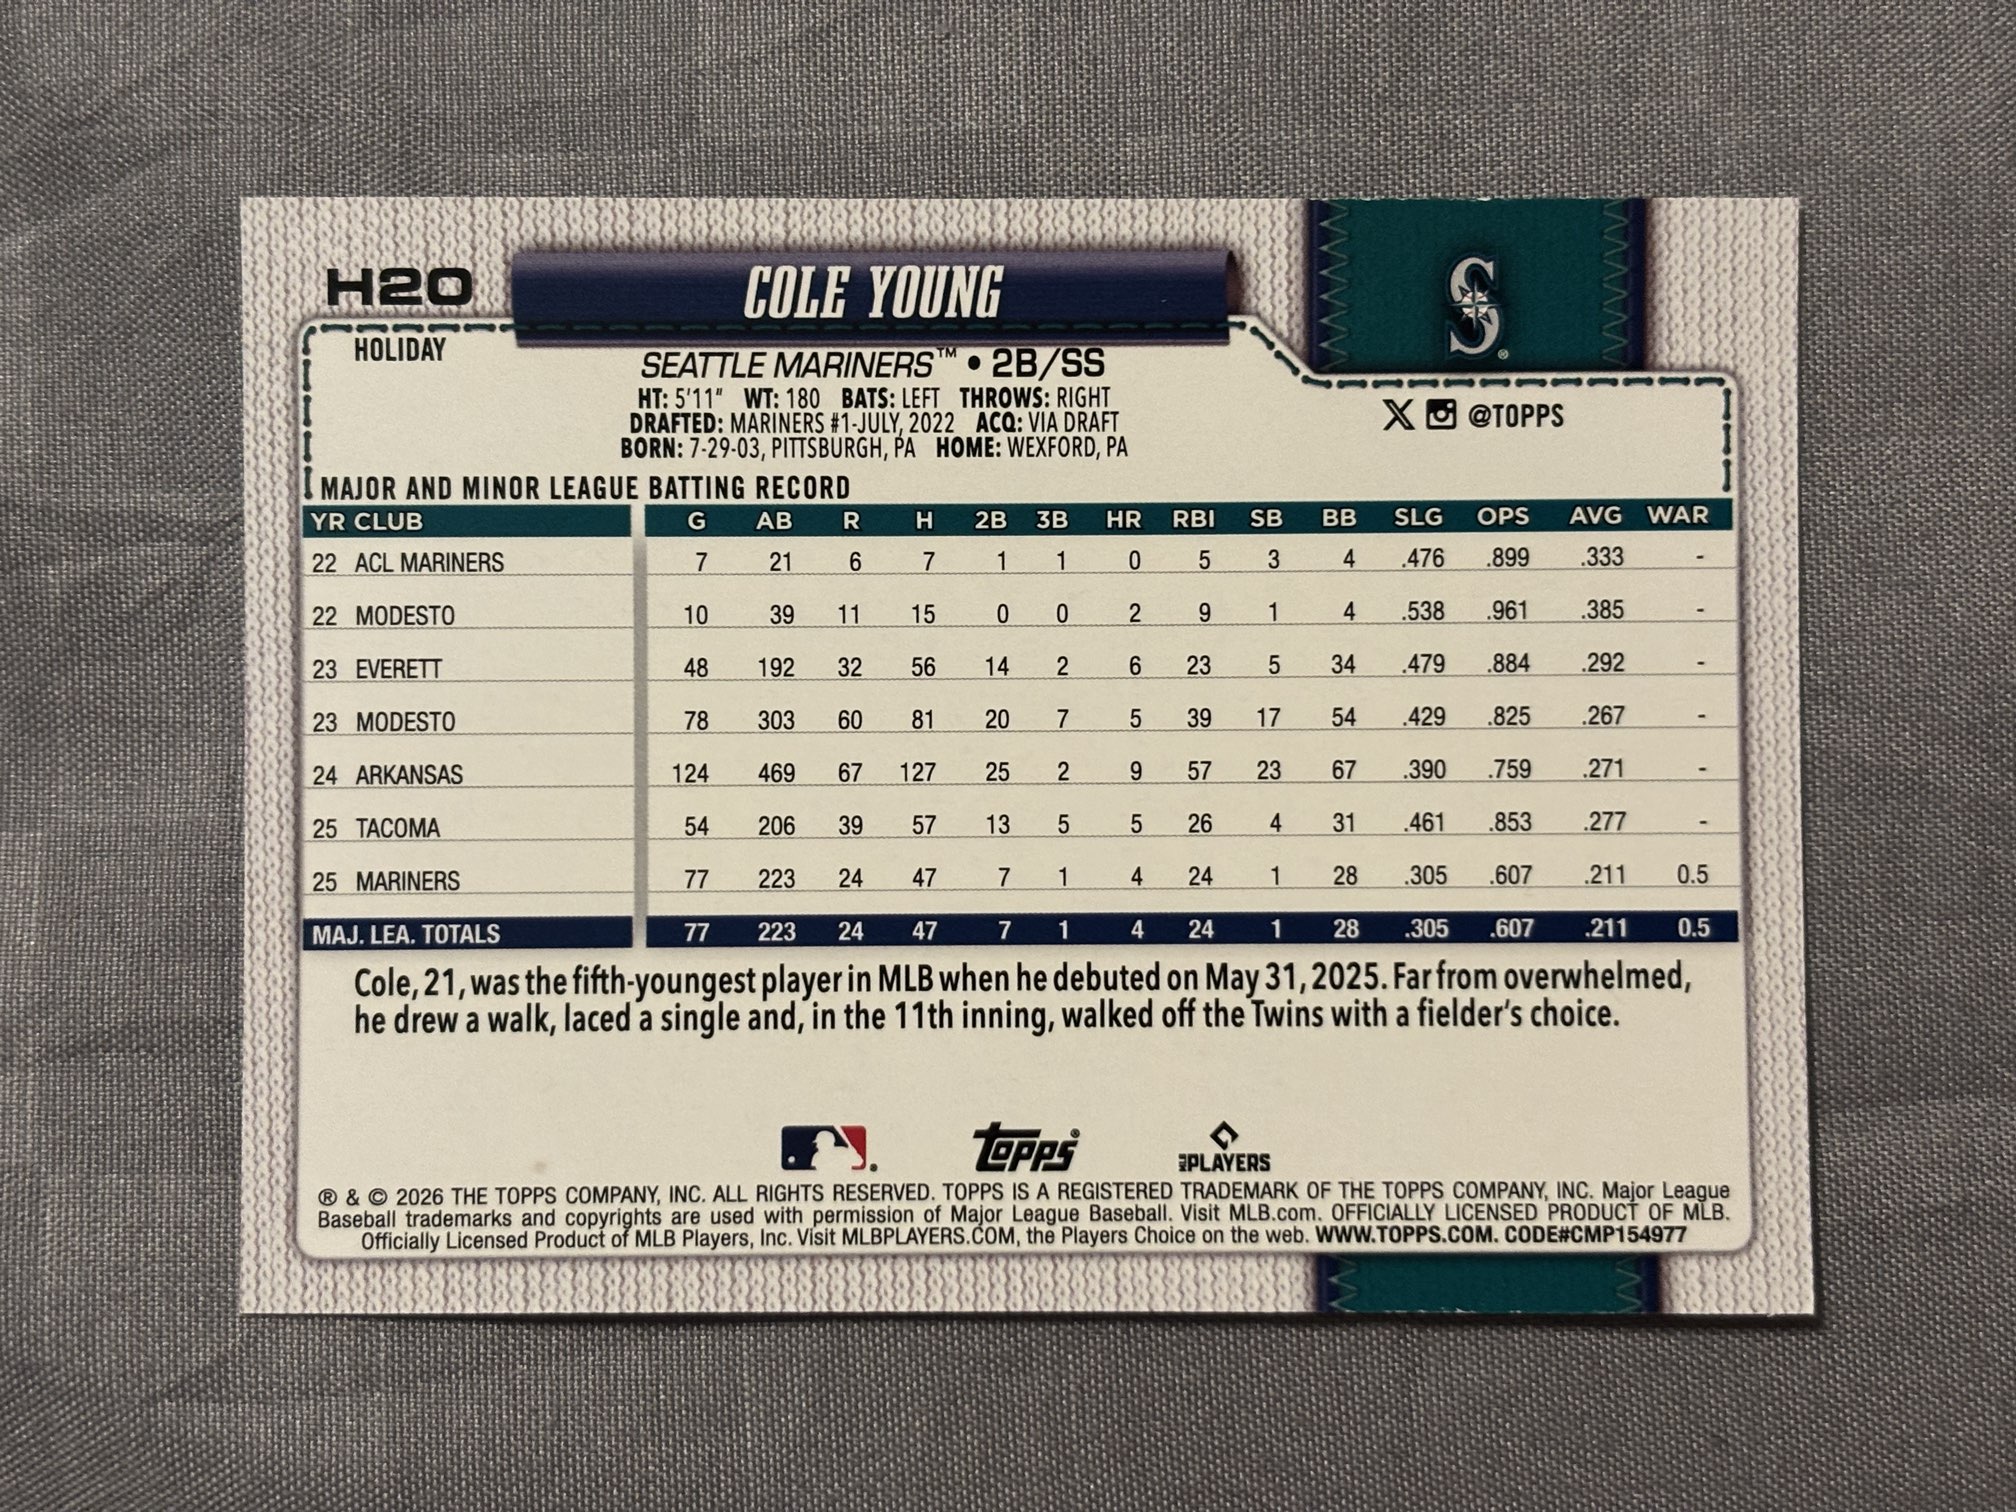 H20
COLE YOUNG
HOLIDAY
SEATTLE MARINERS™ • 2B/SS
HT: 5'11" WT: 180 BATS: LEFT THROWS: RIGHT
DRAFTED: MARINERS #1-JULY, 2022 ACQ: VIA DRAFT
BORN: 7-29-03, PITTSBURGH, PA HOME: WEXFORD, PA
@TOPPS
MAJOR AND MINOR LEAGUE BATTING RECORD
YR CLUB G AB R H 2B 3B HR RBI SB BB SLG OPS AVG WAR
22 ACL MARINERS 7 21 6 7 1 1 0 5 3 4 .476 .899 .333 -
22 MODESTO 10 39 11 15 0 0 2 9 1 4 .538 .961 .385 -
23 EVERETT 48 192 32 56 14 2 6 23 5 34 .479 .884 .292 -
23 MODESTO 78 303 60 81 20 7 5 39 17 54 .429 .825 .267 -
24 ARKANSAS 124 469 67 127 25 2 9 57 23 67 .390 .759 .271 -
25 TACOMA 54 206 39 57 13 5 5 26 4 31 .461 .853 .277 -
25 MARINERS 77 223 24 47 7 1 4 24 1 28 .305 .607 .211 0.5
MAJ. LEA. TOTALS 77 223 24 47 7 1 4 24 1 28 .305 .607 .211 0.5
Cole, 21, was the fifth-youngest player in MLB when he debuted on May 31, 2025. Far from overwhelmed,
he drew a walk, laced a single and, in the 11th inning, walked off the Twins with a fielder's choice.
Topps® MLB PLAYERS
® & © 2026 THE TOPPS COMPANY, INC. ALL RIGHTS RESERVED. TOPPS IS A REGISTERED TRADEMARK OF THE TOPPS COMPANY, INC. Major League
Baseball trademarks and copyrights are used with permission of Major League Baseball. Visit MLB.com. OFFICIALLY LICENSED PRODUCT OF MLB.
Officially Licensed Product of MLB Players, Inc. Visit MLBPLAYERS.COM, the Players Choice on the web. WWW.TOPPS.COM. CODE#CMP154977